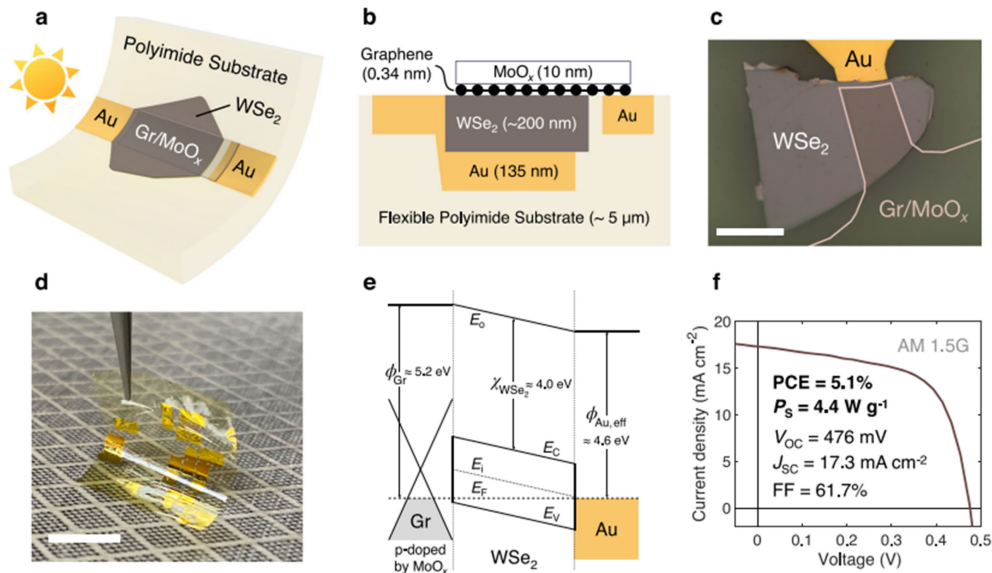 a
Polyimide Substrate
WSe₂
Au
Gr/MoOₓ
Au
b
Graphene
(0.34 nm)
MoOₓ (10 nm)
WSe₂ (~200 nm)
Au
Au (135 nm)
Flexible Polyimide Substrate (~ 5 μm)
c
Au
WSe₂
Gr/MoOₓ
d
e
E₀
ϕGr ≈ 5.2 eV
χWSe₂ ≈ 4.0 eV
ϕAu, eff
≈ 4.6 eV
EC
Ei
EF
EV
Gr
Au
p-doped
by MoOₓ
WSe₂
f
AM 1.5G
PCE = 5.1%
PS = 4.4 W g⁻¹
VOC = 476 mV
JSC = 17.3 mA cm⁻²
FF = 61.7%
Current density (mA cm⁻²)
20
15
10
5
0
0
0.1
0.2
0.3
0.4
0.5
Voltage (V)